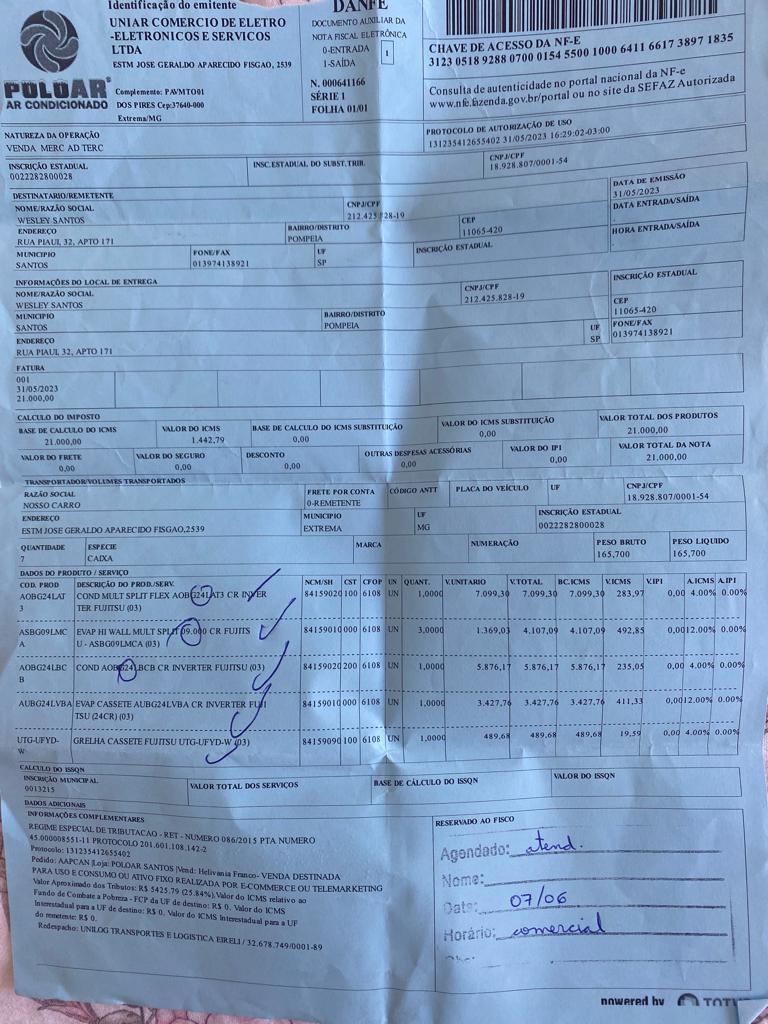 Identificação do emitente
UNIAR COMERCIO DE ELETRO
-ELETRONICOS E SERVICOS
LTDA
ESTM JOSE GERALDO APARECIDO FISGAO, 2539
Complemento: PAVMTO01
DOS PIRES Cep:37640-000
Extrema/MG
POLOAR
AR CONDICIONADO
DANFE
DOCUMENTO AUXILIAR DA
NOTA FISCAL ELETRÔNICA
0-ENTRADA
1-SAÍDA
1
N. 000641166
SÉRIE 1
FOLHA 01/01
CHAVE DE ACESSO DA NF-E
3123 0518 9288 0700 0154 5500 1000 6411 6617 3897 1835
Consulta de autenticidade no portal nacional da NF-e
www.nfe.fazenda.gov.br/portal ou no site da SEFAZ Autorizada
NATUREZA DA OPERAÇÃO
VENDA MERC AD TERC
PROTOCOLO DE AUTORIZAÇÃO DE USO
131235412655402 31/05/2023 16:29:02-03:00
INSCRIÇÃO ESTADUAL
0022282800028
INSC.ESTADUAL DO SUBST.TRIB.
CNPJ/CPF
18.928.807/0001-54
DESTINATARIO/REMETENTE
NOME/RAZÃO SOCIAL
WESLEY SANTOS
CNPJ/CPF
212.425.828-19
DATA DE EMISSÃO
31/05/2023
ENDEREÇO
RUA PIAUI, 32, APTO 171
BAIRRO/DISTRITO
POMPEIA
CEP
11065-420
DATA ENTRADA/SAÍDA
MUNICIPIO
SANTOS
FONE/FAX
013974138921
UF
SP
INSCRIÇÃO ESTADUAL
HORA ENTRADA/SAÍDA
INFORMAÇÕES DO LOCAL DE ENTREGA
NOME/RAZÃO SOCIAL
WESLEY SANTOS
CNPJ/CPF
212.425.828-19
INSCRIÇÃO ESTADUAL
MUNICIPIO
SANTOS
BAIRRO/DISTRITO
POMPEIA
UF
SP
CEP
11065-420
ENDEREÇO
RUA PIAUI, 32, APTO 171
FONE/FAX
013974138921
FATURA
001
31/05/2023
21.000,00
CALCULO DO IMPOSTO
BASE DE CALCULO DO ICMS
21.000,00
VALOR DO ICMS
1.442,79
BASE DE CALCULO DO ICMS SUBSTITUIÇÃO
0,00
VALOR DO ICMS SUBSTITUIÇÃO
0,00
VALOR TOTAL DOS PRODUTOS
21.000,00
VALOR DO FRETE
0,00
VALOR DO SEGURO
0,00
DESCONTO
0,00
OUTRAS DESPESAS ACESSÓRIAS
0,00
VALOR DO IPI
0,00
VALOR TOTAL DA NOTA
21.000,00
TRANSPORTADOR/VOLUMES TRANSPORTADOS
RAZÃO SOCIAL
NOSSO CARRO
FRETE POR CONTA
0-REMETENTE
CÓDIGO ANTT
PLACA DO VEÍCULO
UF
CNPJ/CPF
18.928.807/0001-54
ENDEREÇO
ESTM JOSE GERALDO APARECIDO FISGAO,2539
MUNICIPIO
EXTREMA
UF
MG
INSCRIÇÃO ESTADUAL
0022282800028
QUANTIDADE
7
ESPECIE
CAIXA
MARCA
NUMERAÇÃO
PESO BRUTO
165,700
PESO LIQUIDO
165,700
DADOS DO PRODUTO / SERVIÇO
COD. PROD DESCRIÇÃO DO PROD./SERV. NCM/SH CST CFOP UN QUANT. V.UNITARIO V.TOTAL BC.ICMS V.ICMS V.IPI A.ICMS A.IPI
AOBG24LAT COND MULT SPLIT FLEX AOBG24LAT3 CR INVER 84159020 100 6108 UN 1,0000 7.099,30 7.099,30 7.099,30 283,97 0,00 4.00% 0.00%
3 TER FUJITSU (03)
ASBG09LMC EVAP HI WALL MULT SPLIT 09.000 CR FUJITS 84159010 000 6108 UN 3,0000 1.369,03 4.107,09 4.107,09 492,85 0,00 12.00% 0.00%
A U - ASBG09LMCA (03)
AOBG24LBC COND AOBG24LBCB CR INVERTER FUJITSU (03) 84159020 200 6108 UN 1,0000 5.876,17 5.876,17 5.876,17 235,05 0,00 4.00% 0.00%
B
AUBG24LVBA EVAP CASSETE AUBG24LVBA CR INVERTER FUJI 84159010 000 6108 UN 1,0000 3.427,76 3.427,76 3.427,76 411,33 0,00 12.00% 0.00%
TSU (24CR) (03)
UTG-UFYD- GRELHA CASSETE FUJITSU UTG-UFYD-W (03) 84159090 100 6108 UN 1,0000 489,68 489,68 489,68 19,59 0,00 4.00% 0.00%
W
CALCULO DO ISSQN
INSCRIÇÃO MUNICIPAL
0013215
VALOR TOTAL DOS SERVIÇOS
BASE DE CÁLCULO DO ISSQN
VALOR DO ISSQN
DADOS ADICIONAIS
INFORMAÇÕES COMPLEMENTARES
REGIME ESPECIAL DE TRIBUTACAO - RET - NUMERO 086/2015 PTA NUMERO
45.000008551-11 PROTOCOLO 201.601.108.142-2
Protocolo: 131235412655402
Pedido: AAPCAN |Loja: POLOAR SANTOS |Vend: Helivania Franco- VENDA DESTINADA
PARA USO E CONSUMO OU ATIVO FIXO REALIZADA POR E-COMMERCE OU TELEMARKETING
Valor Aproximado dos Tributos: R$ 5425.79 (25.84%).Valor do ICMS relativo ao
Fundo de Combate a Pobreza - FCP da UF de destino: R$ 0. Valor do ICMS
Interestadual para a UF de destino: R$ 0. Valor do ICMS Interestadual para a UF
do remetente: R$ 0.
Redespacho: UNILOG TRANSPORTES E LOGISTICA EIRELI / 32.678.749/0001-89
RESERVADO AO FISCO
Agendado: atend.
Nome:
Data: 07/06
Horário: comercial
powered by TOTV